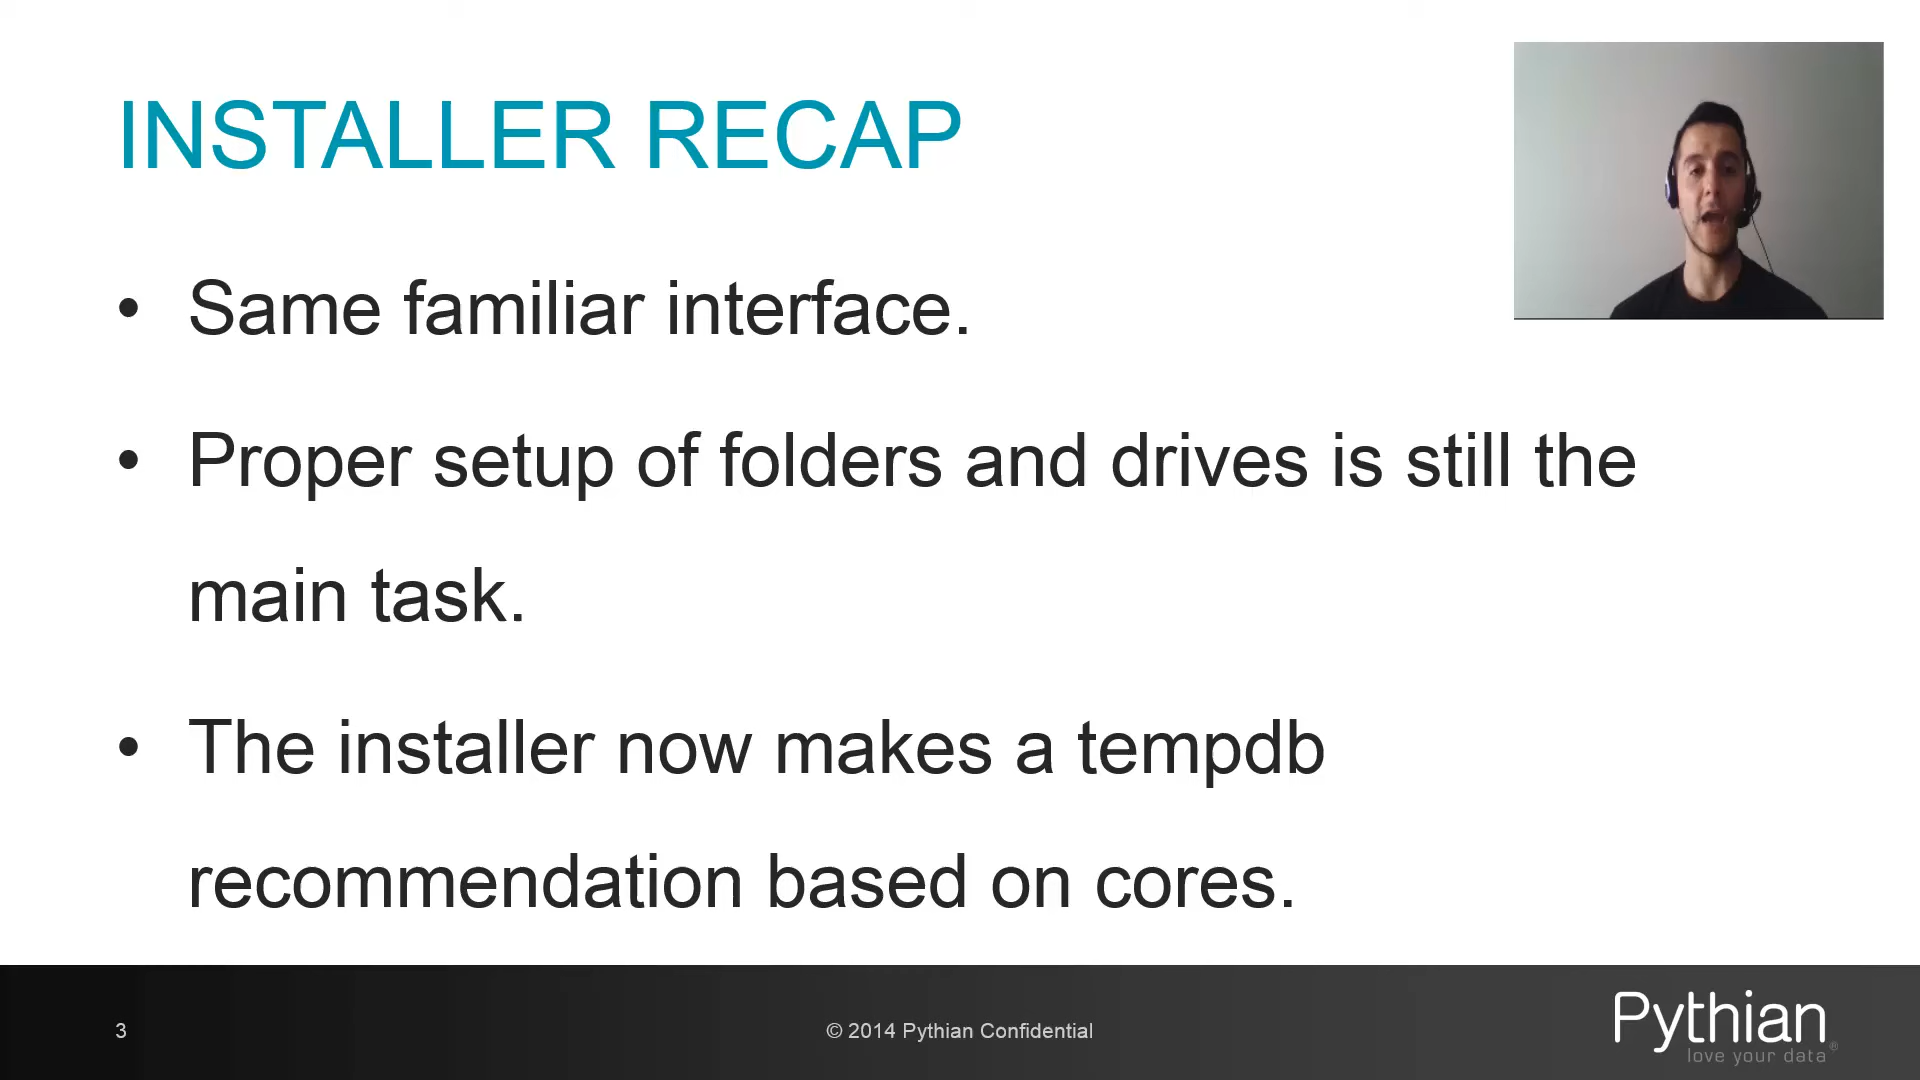 INSTALLER RECAP
• Same familiar interface.
• Proper setup of folders and drives is still the
main task.
• The installer now makes a tempdb
recommendation based on cores.
3
© 2014 Pythian Confidential
Pythian
love your data®